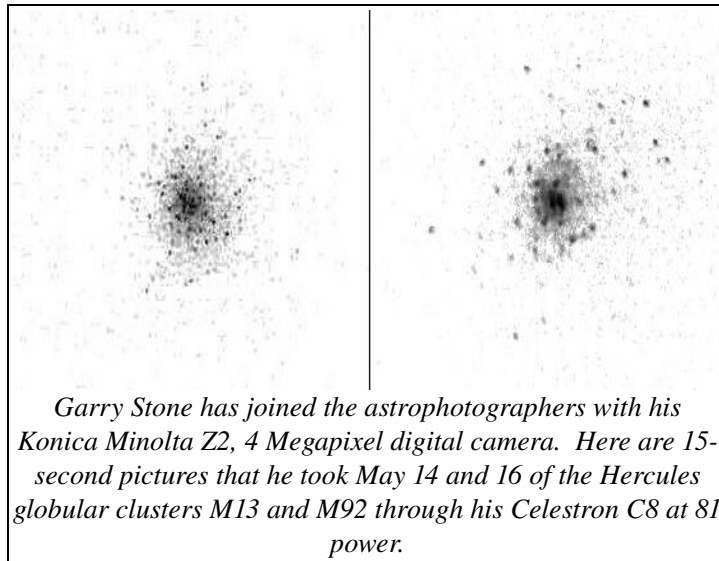 Garry Stone has joined the astrophotographers with his
Konica Minolta Z2, 4 Megapixel digital camera.  Here are 15-
second pictures that he took May 14 and 16 of the Hercules
globular clusters M13 and M92 through his Celestron C8 at 81
power.